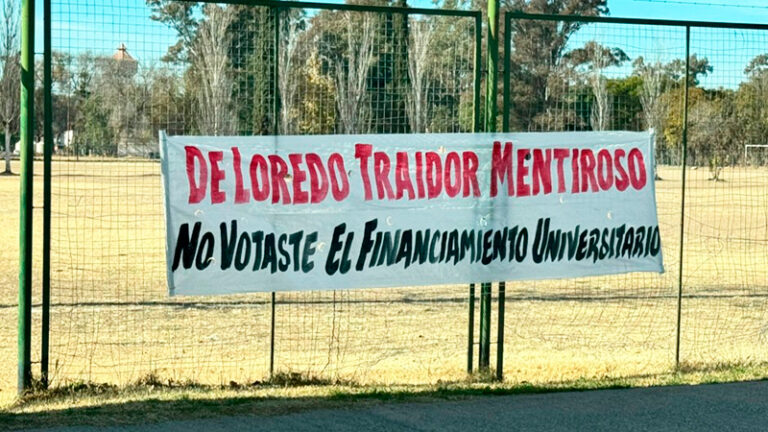 DE LOREDO TRAIDOR MENTIROSO
NO VOTASTE EL FINANCIAMIENTO UNIVERSITARIO